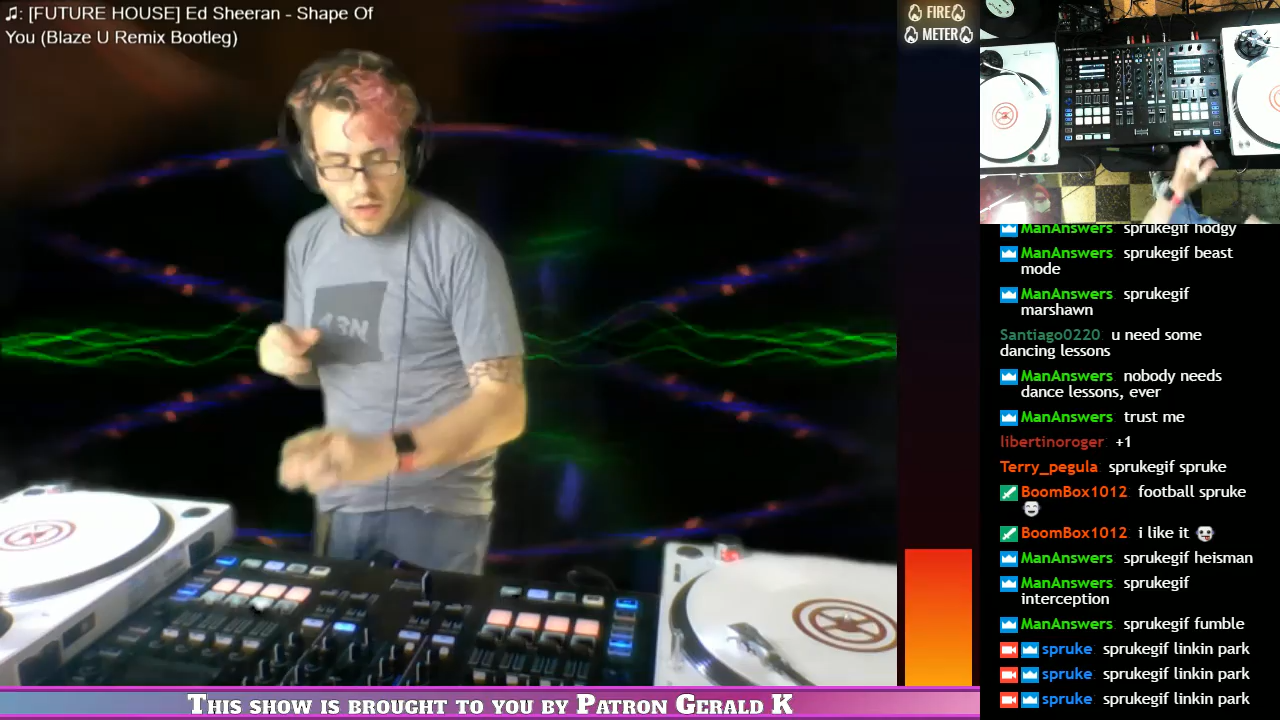 ♫: [FUTURE HOUSE] Ed Sheeran - Shape Of
You (Blaze U Remix Bootleg)
FIRE
METER
ManAnswers sprukegif hodgy
ManAnswers sprukegif beast
mode
ManAnswers sprukegif
marshawn
Santiago0220 u need some
dancing lessons
ManAnswers nobody needs
dance lessons, ever
ManAnswers trust me
libertinoroger +1
Terry_pegula sprukegif spruke
BoomBox1012 football spruke
BoomBox1012 i like it
ManAnswers sprukegif heisman
ManAnswers sprukegif
interception
ManAnswers sprukegif fumble
spruke sprukegif linkin park
spruke sprukegif linkin park
spruke sprukegif linkin park
THIS SHOW IS BROUGHT TO YOU BY PATRON GERALD K